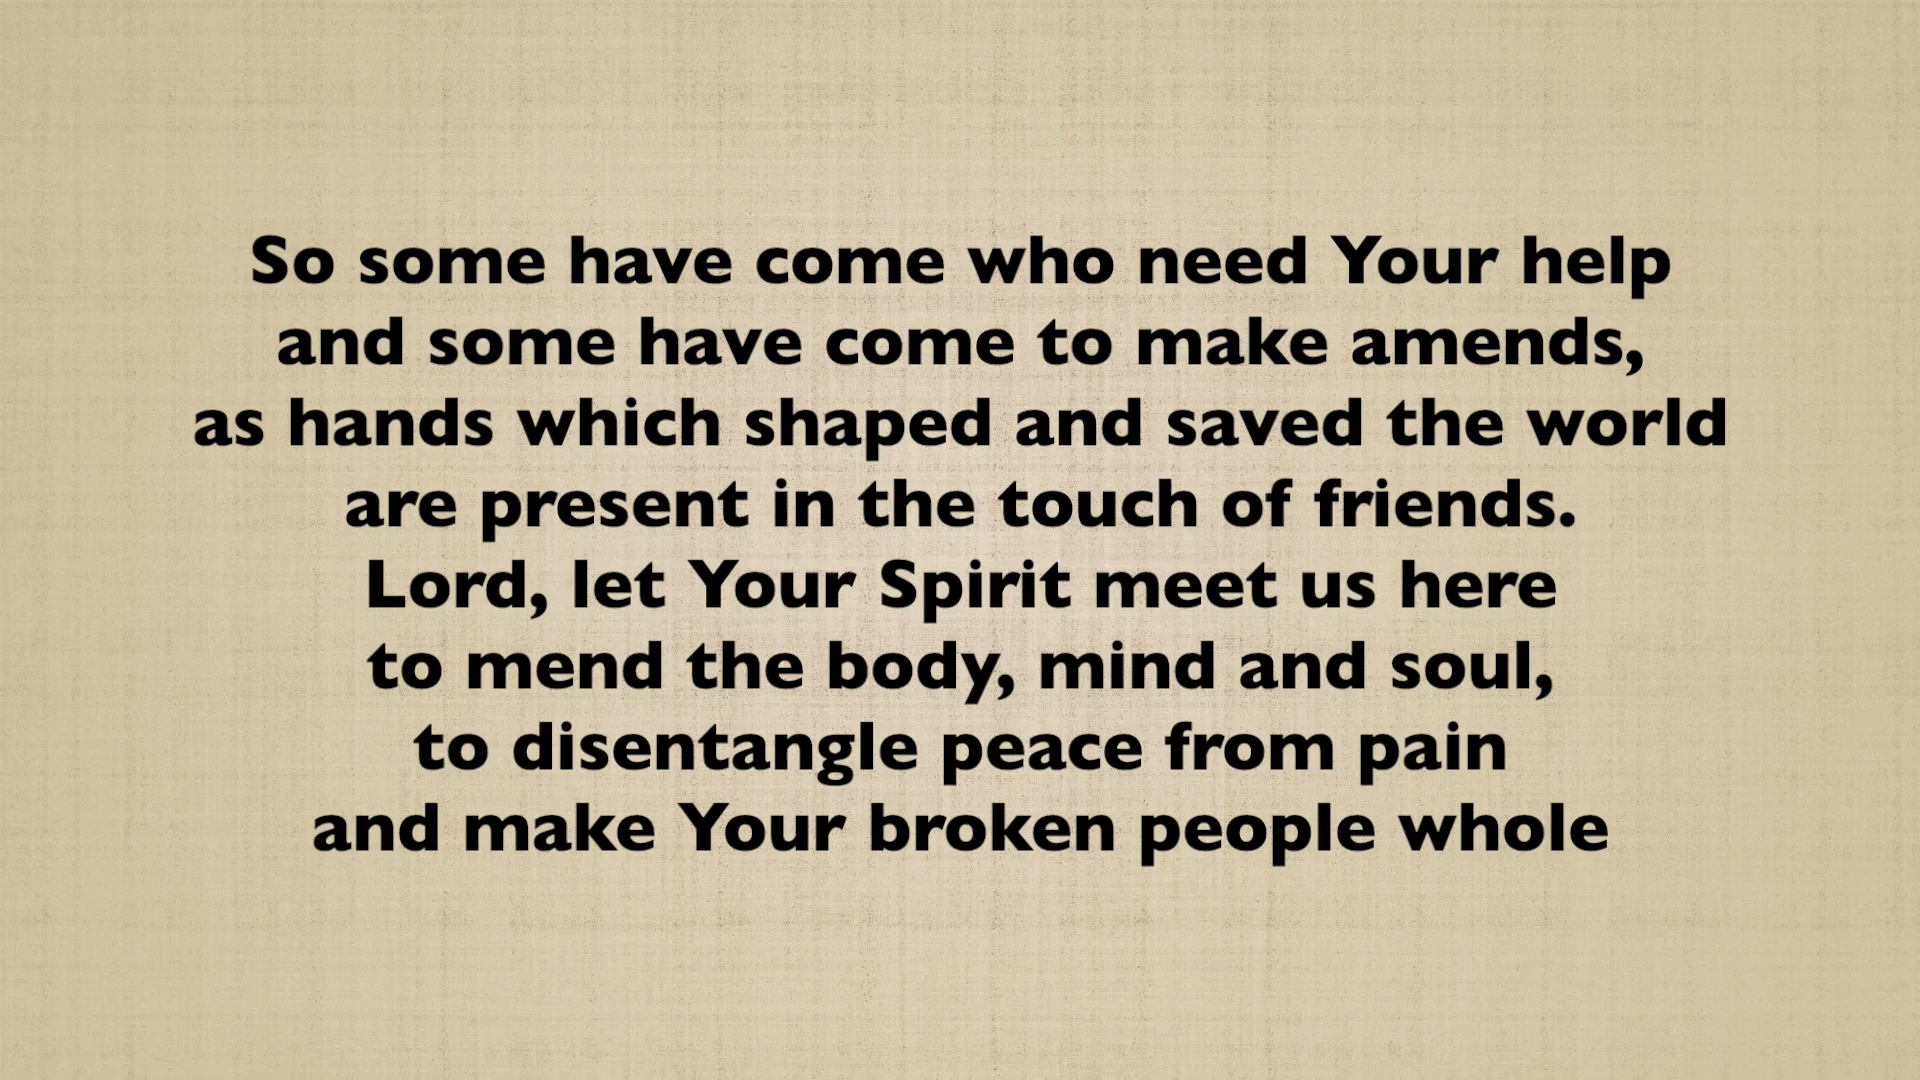 So some have come who need Your help
and some have come to make amends,
as hands which shaped and saved the world
are present in the touch of friends.
Lord, let Your Spirit meet us here
to mend the body, mind and soul,
to disentangle peace from pain
and make Your broken people whole